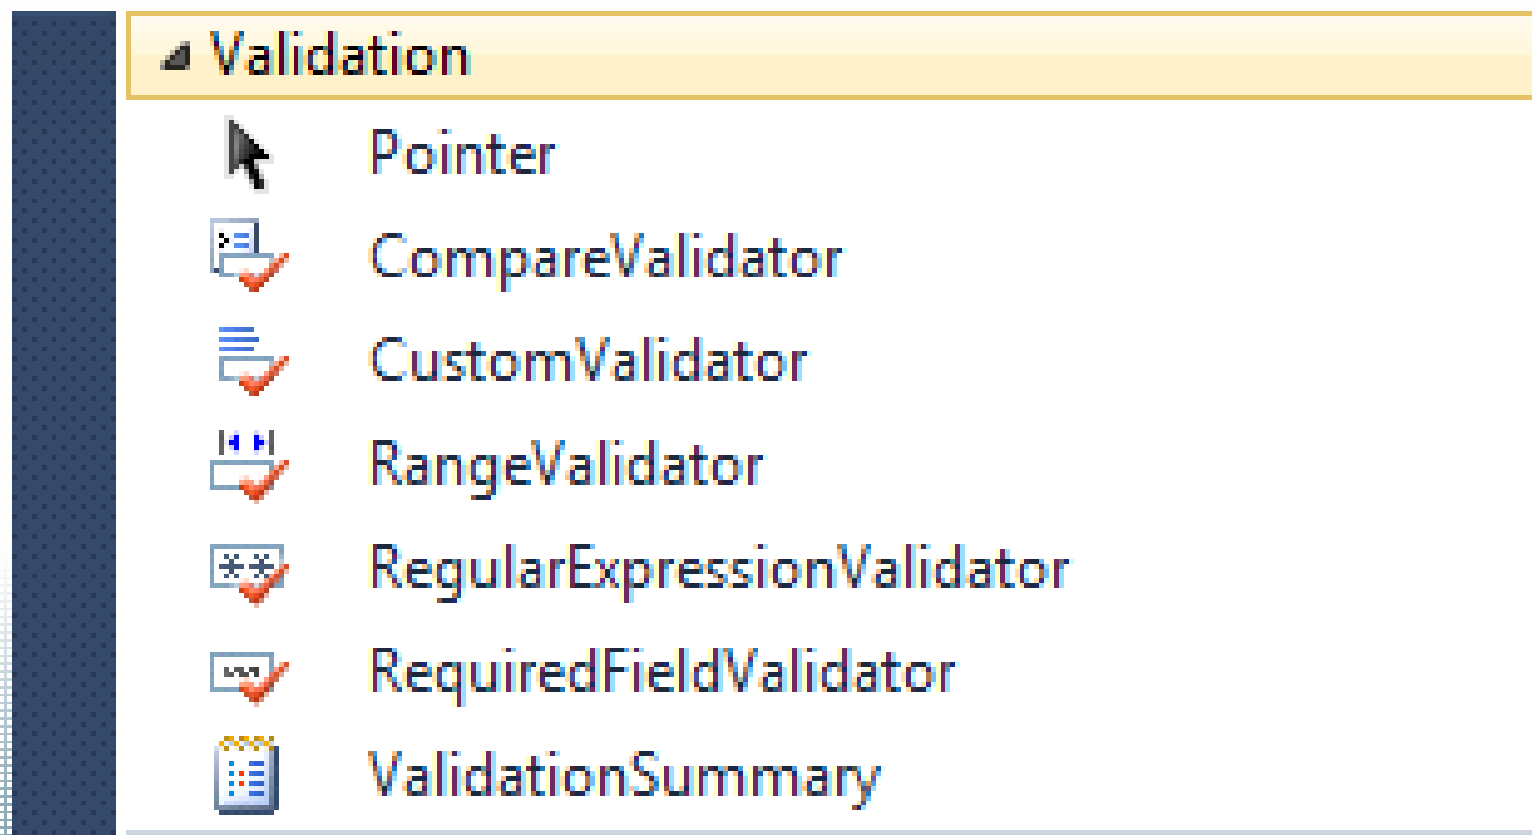 Validation
Pointer
CompareValidator
CustomValidator
RangeValidator
RegularExpressionValidator
RequiredFieldValidator
ValidationSummary